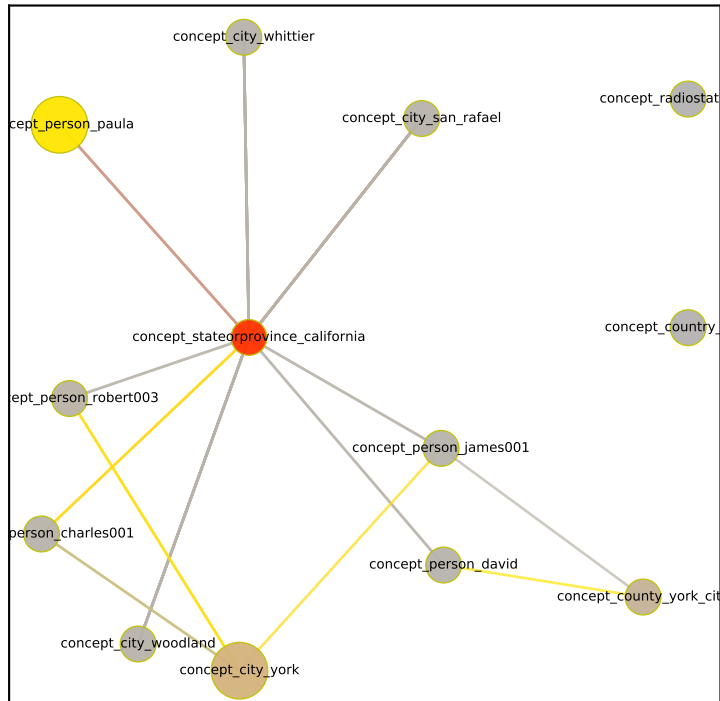 concept_city_whittier
concept_radiostat
cept_person_paula
concept_city_san_rafael
concept_country_
concept_stateorprovince_california
cept_person_robert003
concept_person_james001
person_charles001
concept_person_david
concept_county_york_cit
concept_city_woodland
concept_city_york